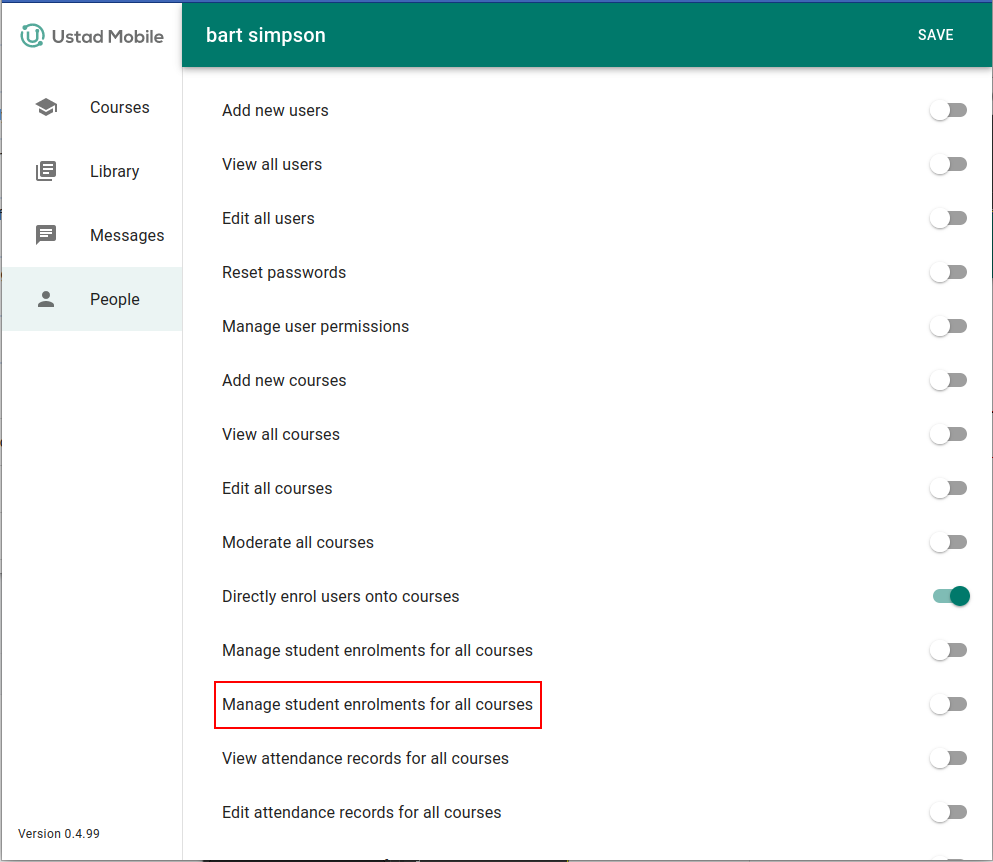 Ustad Mobile
bart simpson
SAVE
Courses
Library
Messages
People
Add new users
View all users
Edit all users
Reset passwords
Manage user permissions
Add new courses
View all courses
Edit all courses
Moderate all courses
Directly enrol users onto courses
Manage student enrolments for all courses
Manage student enrolments for all courses
View attendance records for all courses
Edit attendance records for all courses
Version 0.4.99